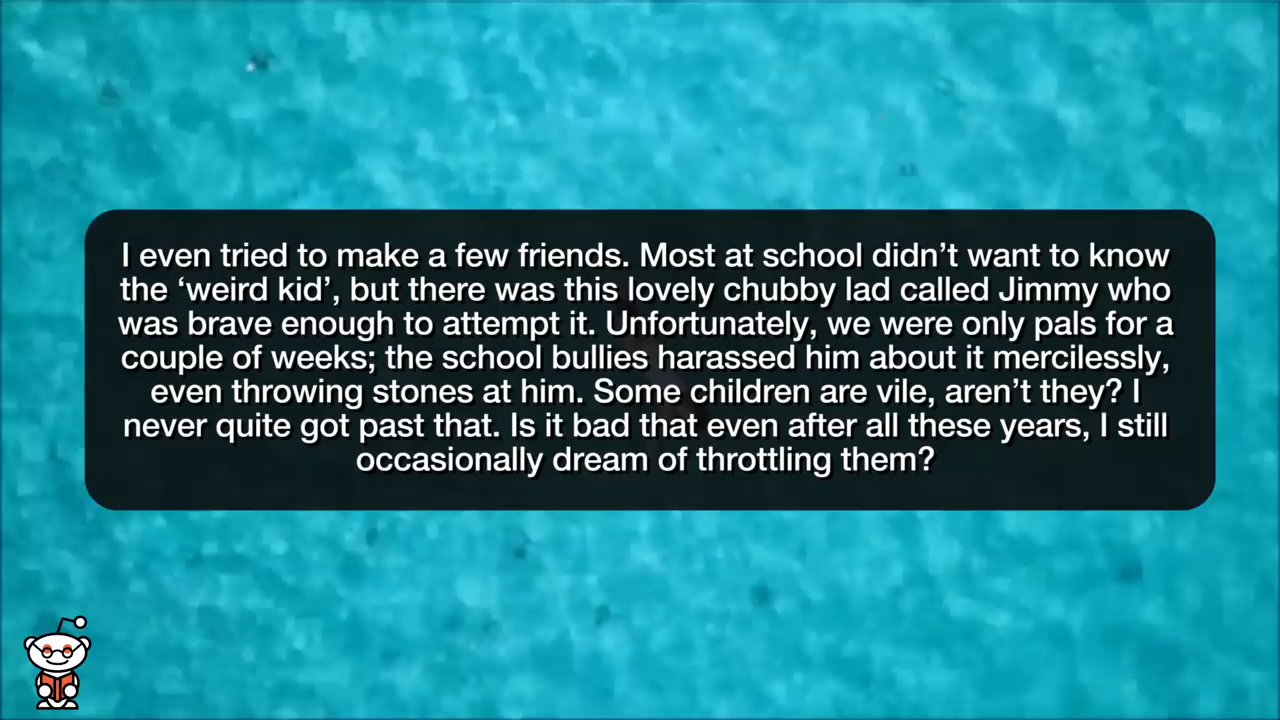 I even tried to make a few friends. Most at school didn’t want to know
the ‘weird kid’, but there was this lovely chubby lad called Jimmy who
was brave enough to attempt it. Unfortunately, we were only pals for a
couple of weeks; the school bullies harassed him about it mercilessly,
even throwing stones at him. Some children are vile, aren’t they? I
never quite got past that. Is it bad that even after all these years, I still
occasionally dream of throttling them?